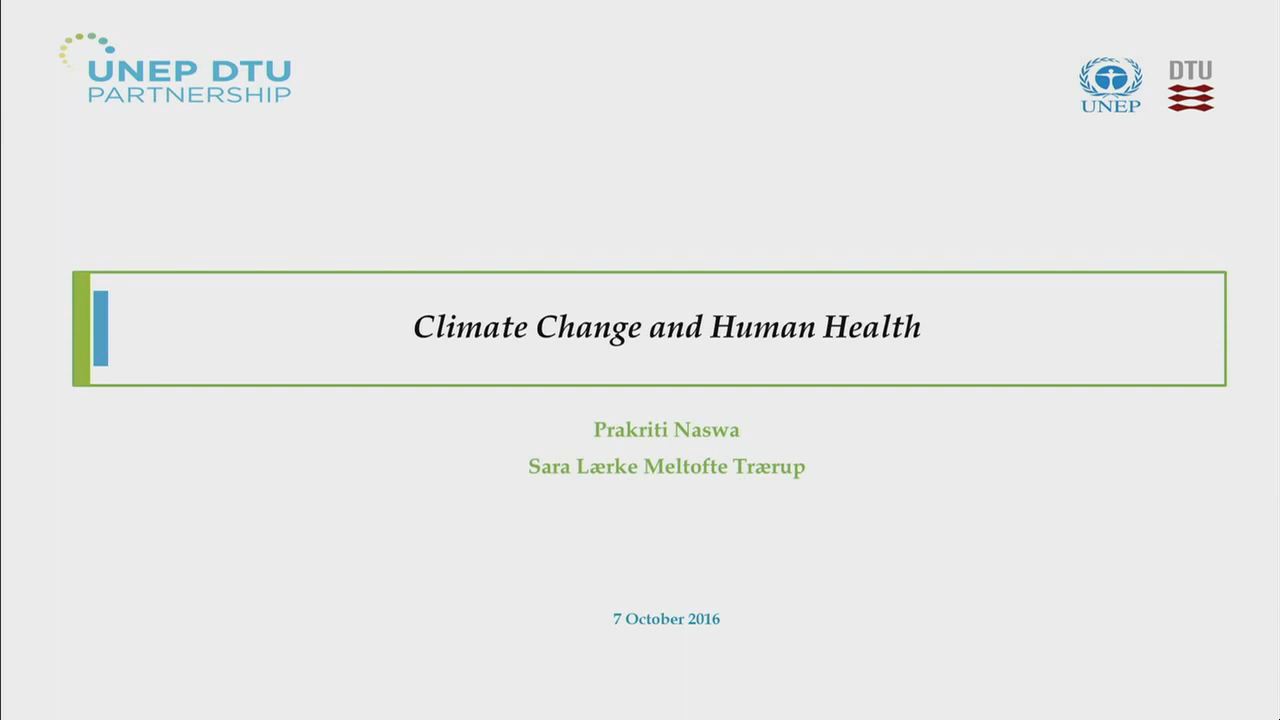 UNEP DTU
PARTNERSHIP
UNEP
DTU
Climate Change and Human Health
Prakriti Naswa
Sara Lærke Meltofte Trærup
7 October 2016